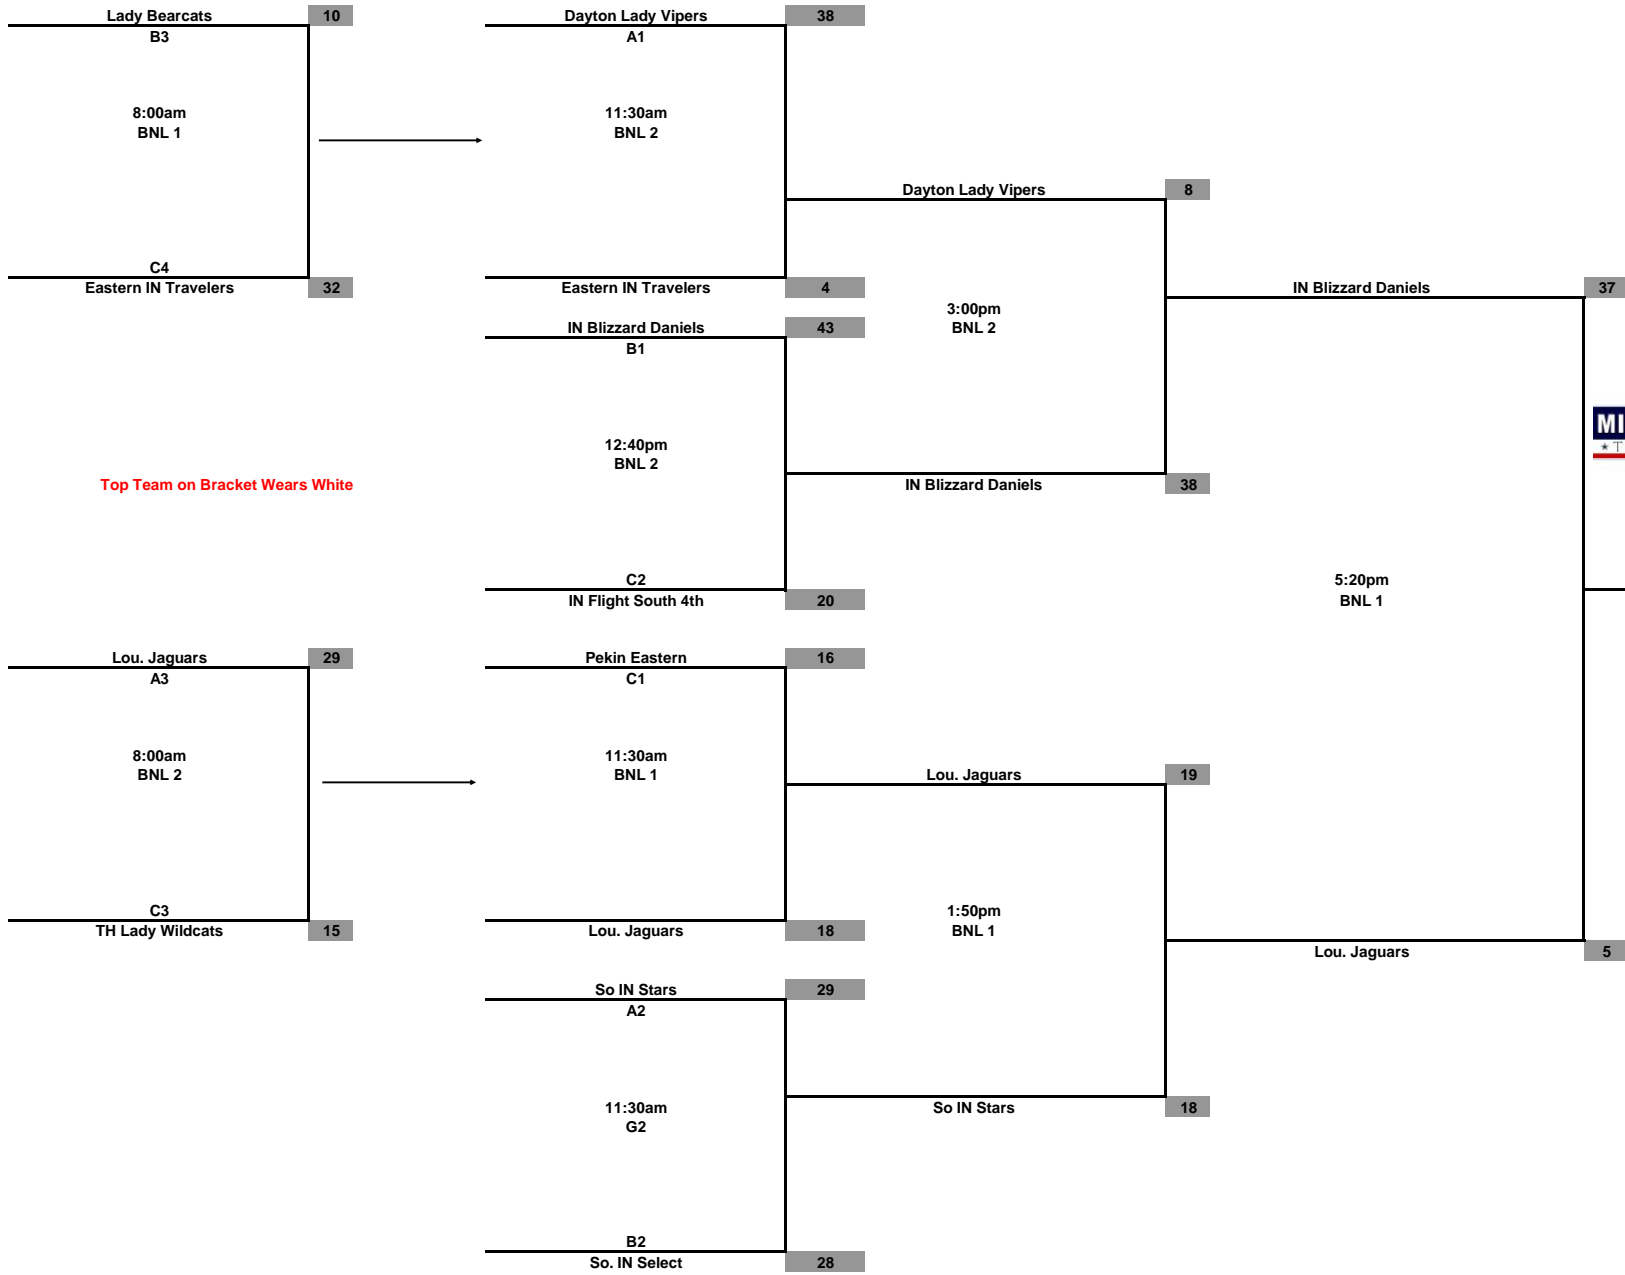 Lady Bearcats 10
B3
8:00am
BNL 1
C4
Eastern IN Travelers 32
Dayton Lady Vipers 38
A1
11:30am
BNL 2
Eastern IN Travelers 4
IN Blizzard Daniels 43
B1
12:40pm
BNL 2
C2
IN Flight South 4th 20
Dayton Lady Vipers 8
3:00pm
BNL 2
IN Blizzard Daniels 38
IN Blizzard Daniels 37
MI
T
5:20pm
BNL 1
Lou. Jaguars 5
Top Team on Bracket Wears White
Lou. Jaguars 29
A3
8:00am
BNL 2
C3
TH Lady Wildcats 15
Pekin Eastern 16
C1
11:30am
BNL 1
Lou. Jaguars 18
So IN Stars 29
A2
11:30am
G2
B2
So. IN Select 28
Lou. Jaguars 19
1:50pm
BNL 1
So IN Stars 18